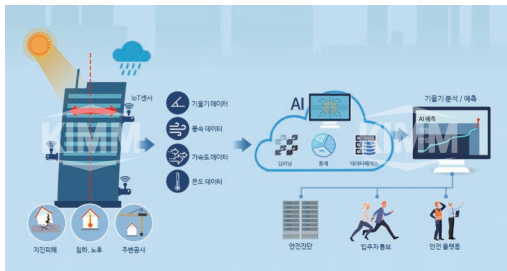 IoT센서
기울기 데이터
풍속 데이터
가속도 데이터
온도 데이터
AI
딥러닝
통계
데이터베이스
기울기 분석 / 예측
AI 예측
지진피해
침하, 노후
주변공사
안전진단
입주자 통보
안전 플랫폼
KIMM
KIMM